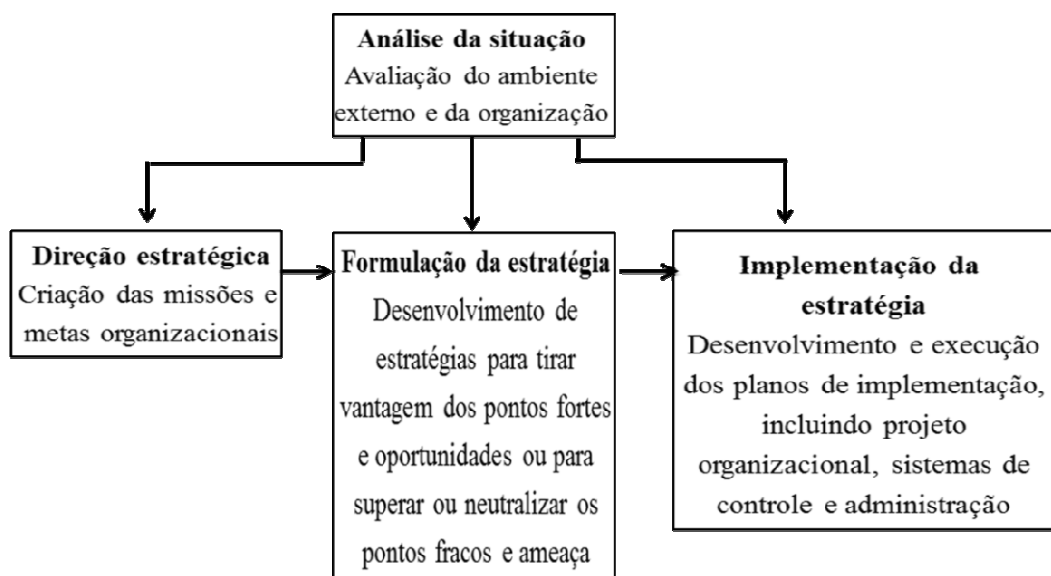 Análise da situação
Avaliação do ambiente
externo e da organização
Direção estratégica
Criação das missões e
metas organizacionais
Formulação da estratégia
Desenvolvimento de
estratégias para tirar
vantagem dos pontos fortes
e oportunidades ou para
superar ou neutralizar os
pontos fracos e ameaça
Implementação da
estratégia
Desenvolvimento e execução
dos planos de implementação,
incluindo projeto
organizacional, sistemas de
controle e administração